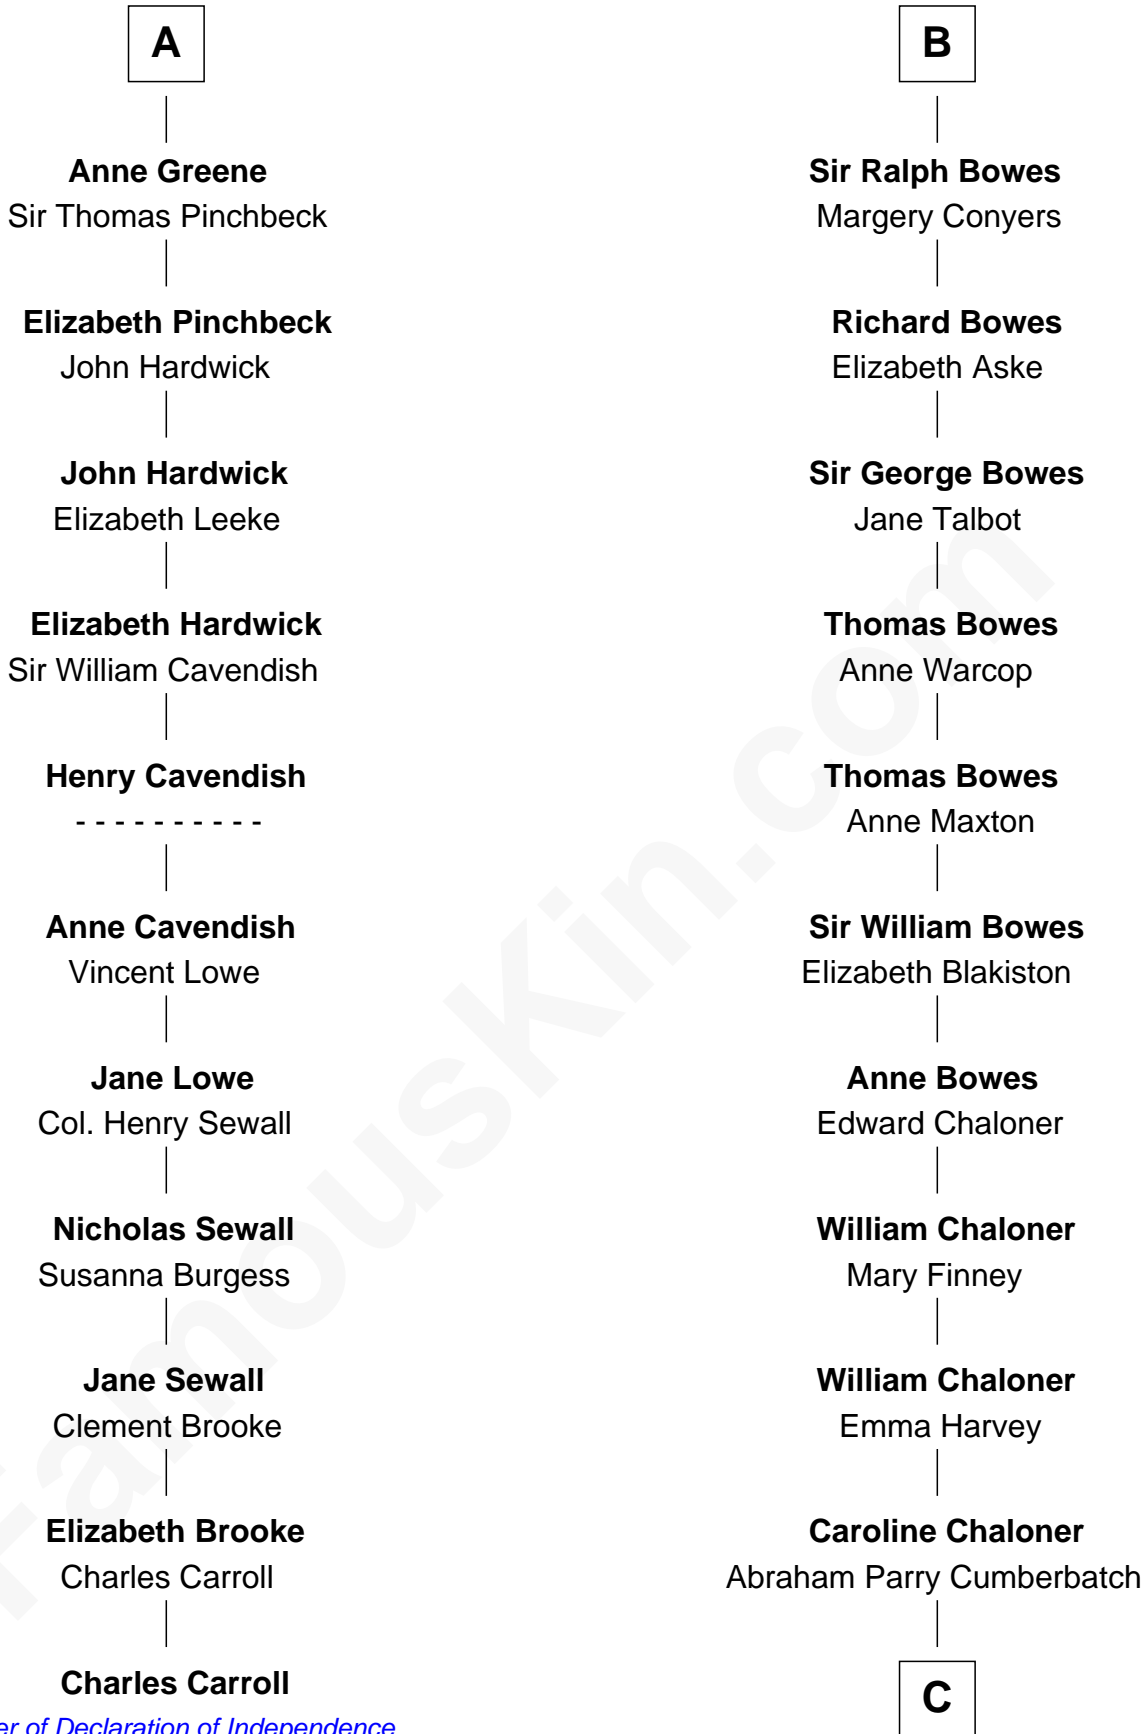 A
Anne Greene
Sir Thomas Pinchbeck
Elizabeth Pinchbeck
John Hardwick
John Hardwick
Elizabeth Leeke
Elizabeth Hardwick
Sir William Cavendish
Henry Cavendish
- - - - - - - - - -
Anne Cavendish
Vincent Lowe
Jane Lowe
Col. Henry Sewall
Nicholas Sewall
Susanna Burgess
Jane Sewall
Clement Brooke
Elizabeth Brooke
Charles Carroll
Charles Carroll
er of Declaration of Independence
B
Sir Ralph Bowes
Margery Conyers
Richard Bowes
Elizabeth Aske
Sir George Bowes
Jane Talbot
Thomas Bowes
Anne Warcop
Thomas Bowes
Anne Maxton
Sir William Bowes
Elizabeth Blakiston
Anne Bowes
Edward Chaloner
William Chaloner
Mary Finney
William Chaloner
Emma Harvey
Caroline Chaloner
Abraham Parry Cumberbatch
C
FamousKin.com